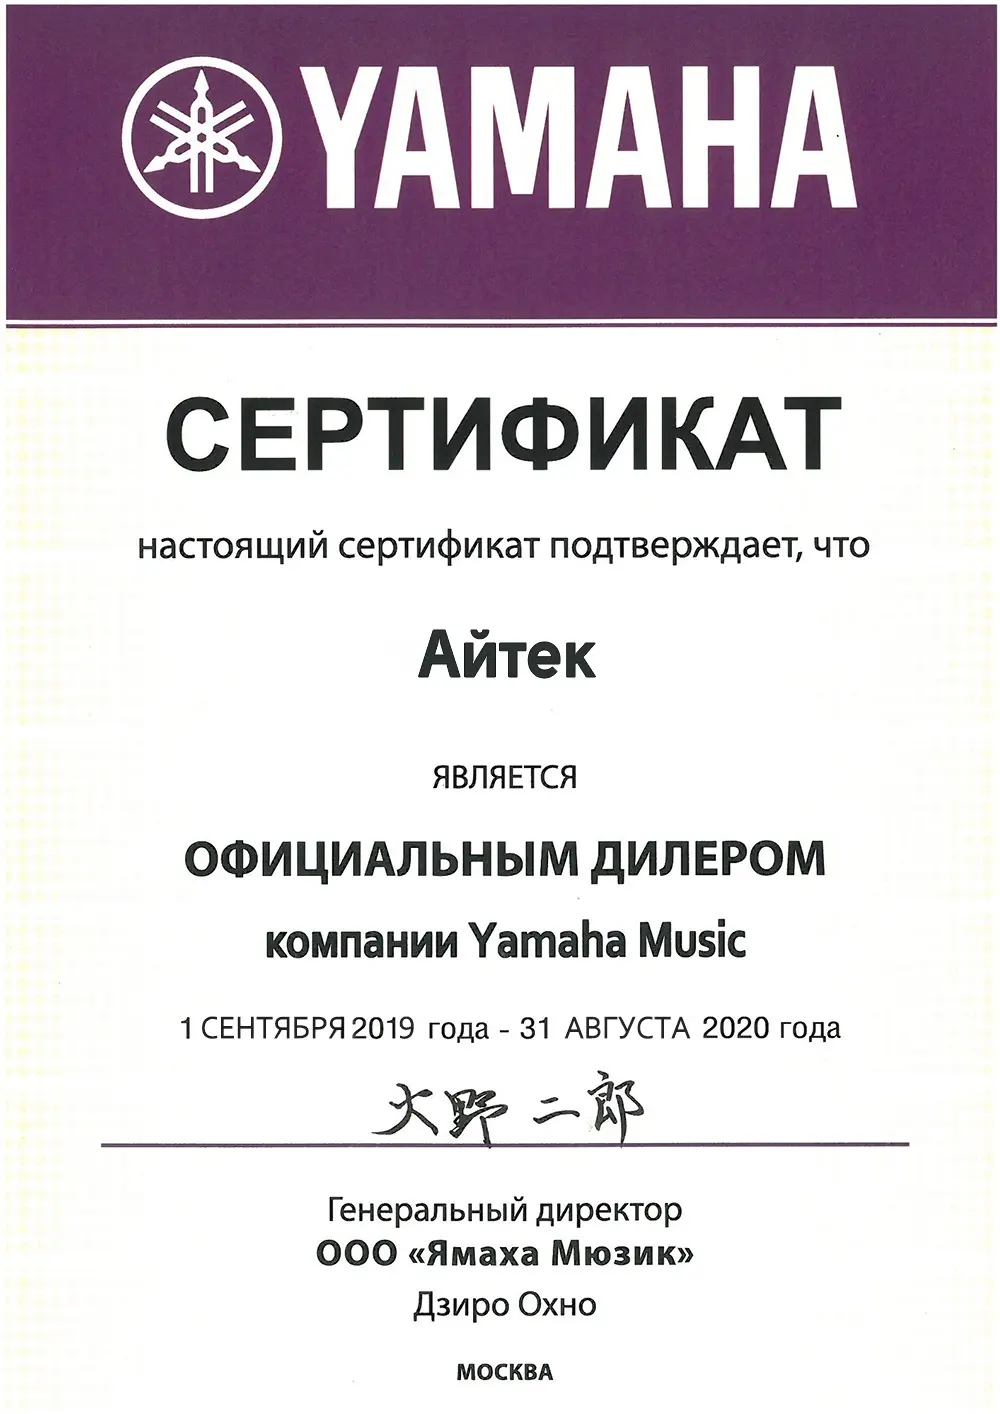 YAMAHA
СЕРТИФИКАТ
настоящий сертификат подтверждает, что
Айтек
ЯВЛЯЕТСЯ
ОФИЦИАЛЬНЫМ ДИЛЕРОМ
компании Yamaha Music
1 СЕНТЯБРЯ 2019 года - 31 АВГУСТА 2020 года
大野 二郎
Генеральный директор
ООО «Ямаха Мюзик»
Дзиро Охно
МОСКВА